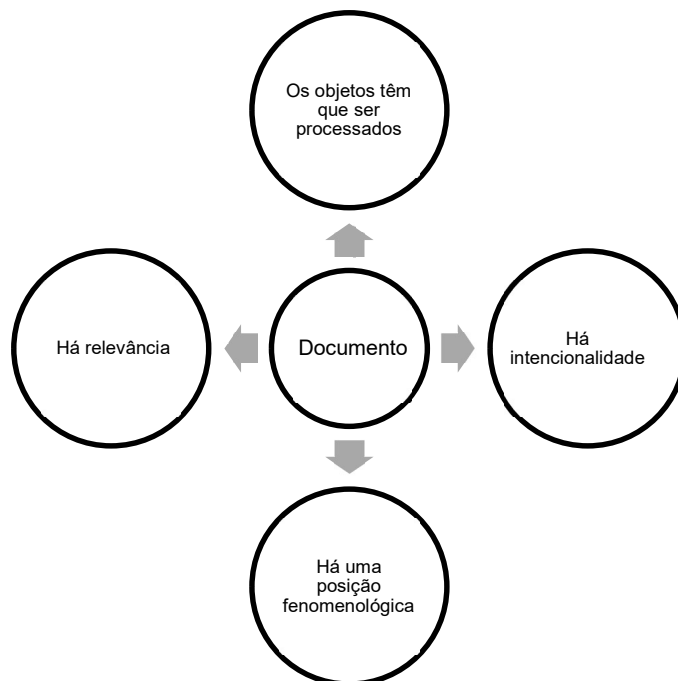 Os objetos têm
que ser
processados
Há relevância
Documento
Há
intencionalidade
Há uma
posição
fenomenológica